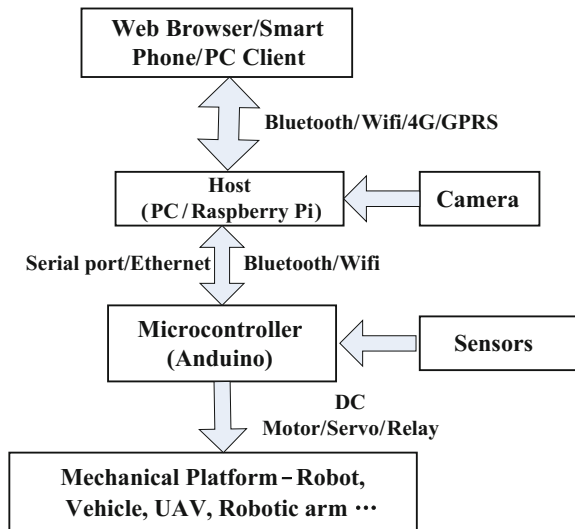 Web Browser/Smart
Phone/PC Client
Bluetooth/Wifi/4G/GPRS
Host
(PC/Raspberry Pi)
Camera
Serial port/Ethernet
Bluetooth/Wifi
Microcontroller
(Anduino)
Sensors
DC
Motor/Servo/Relay
Mechanical Platform-Robot,
Vehicle, UAV, Robotic arm ···